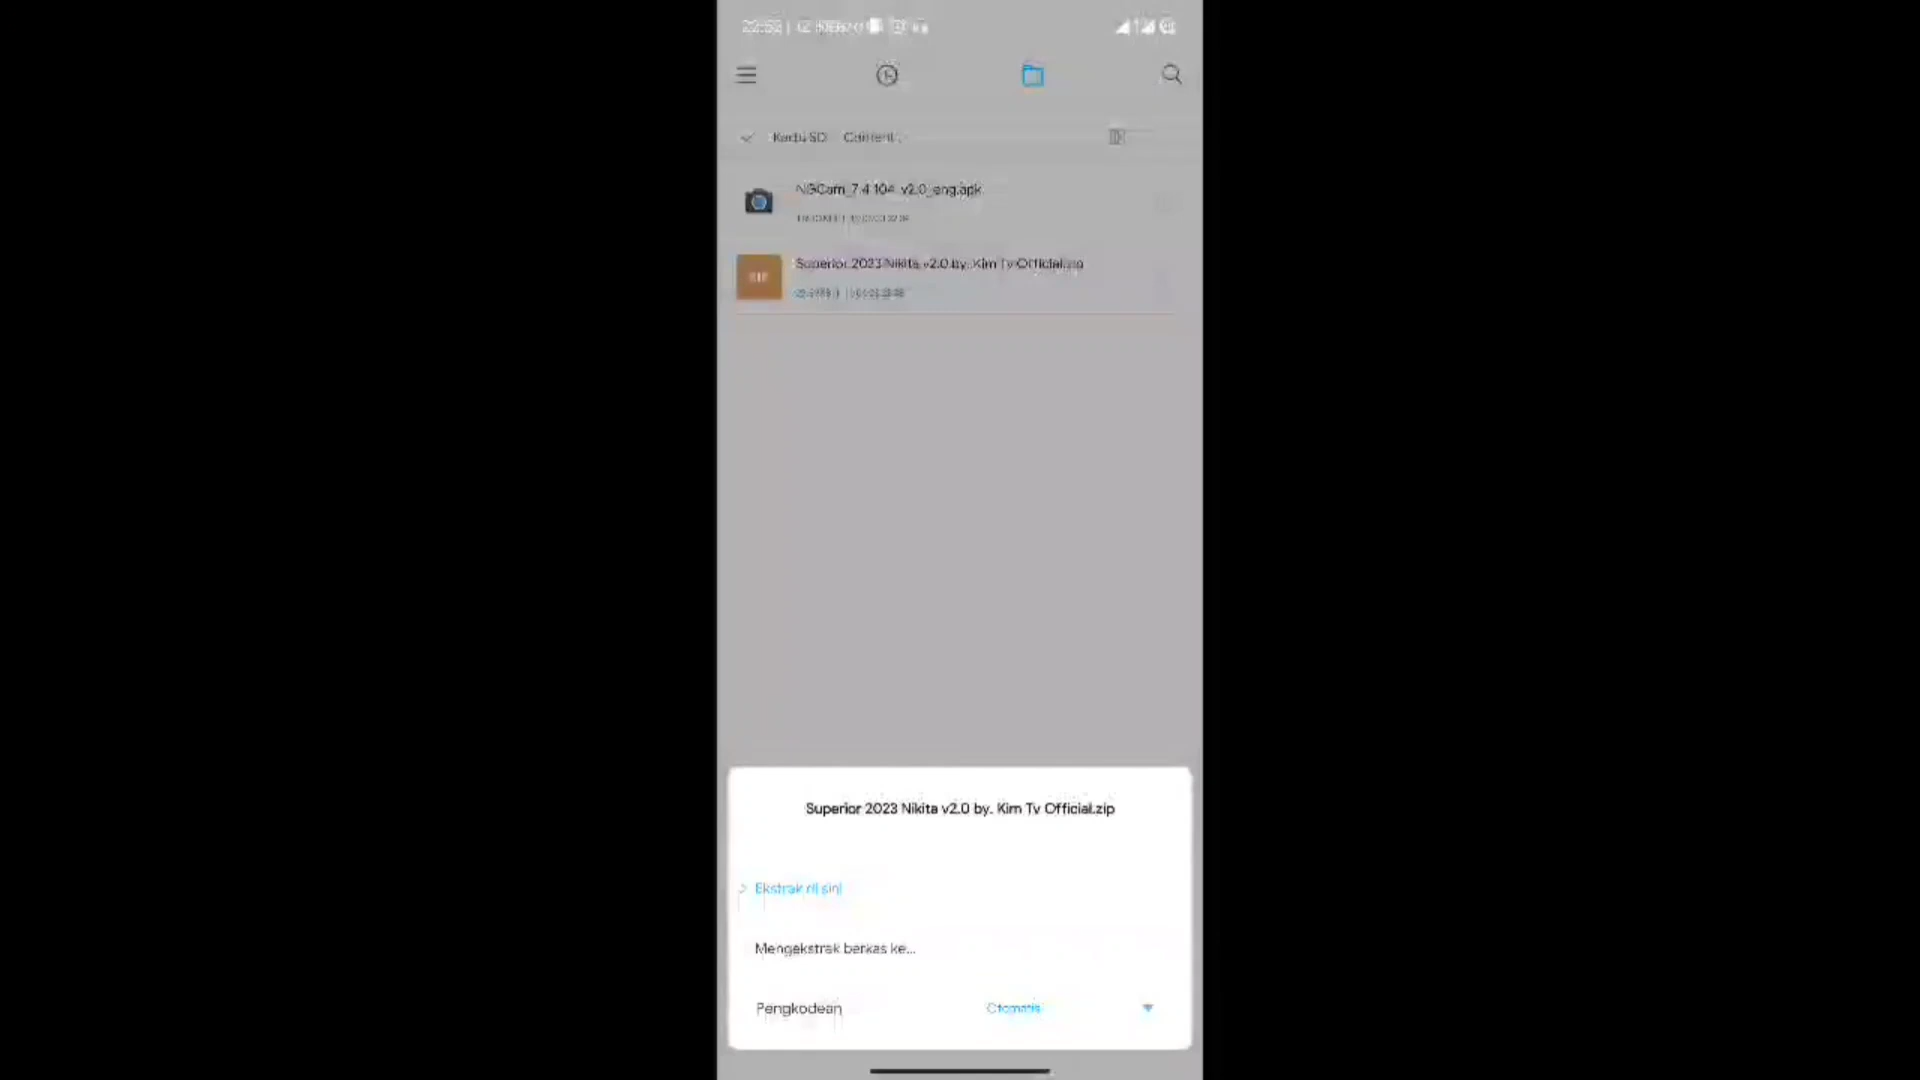 Kartu SD
NGCam_7.4.104_v2.0_eng.apk
Superior 2023 Nikita v2.0 by. Kim Tv Official.zip
Superior 2023 Nikita v2.0 by. Kim Tv Official.zip
Ekstrak di sini
Mengekstrak berkas ke...
Pengkodean Otomatis